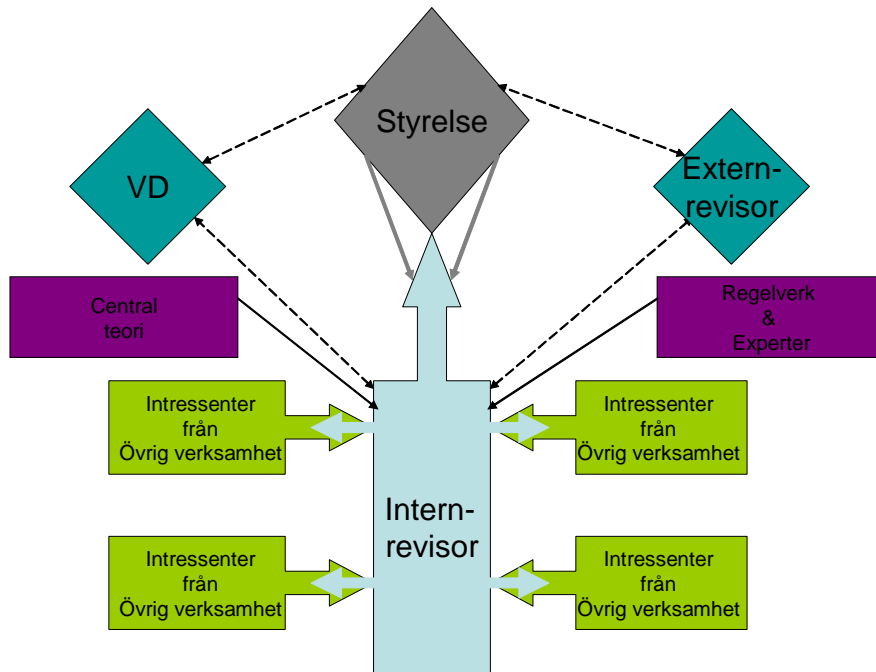 Styrelse
VD
Extern-
revisor
Central
teori
Regelverk
&
Experter
Intressenter
från
Övrig verksamhet
Intressenter
från
Övrig verksamhet
Intern-
revisor
Intressenter
från
Övrig verksamhet
Intressenter
från
Övrig verksamhet